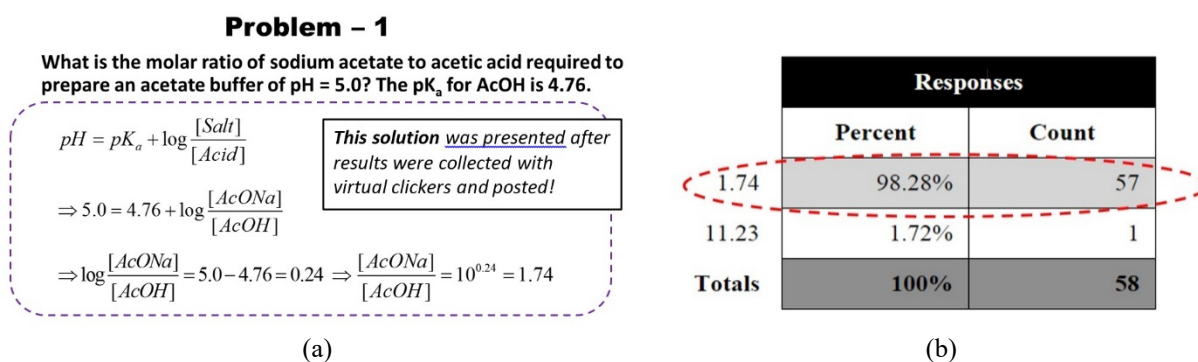 Problem – 1
What is the molar ratio of sodium acetate to acetic acid required to
prepare an acetate buffer of pH = 5.0? The pKₐ for AcOH is 4.76.
pH = pKₐ + log [Salt]/[Acid]
This solution was presented after
results were collected with
virtual clickers and posted!
⇒ 5.0 = 4.76 + log [AcONa]/[AcOH]
⇒ log [AcONa]/[AcOH] = 5.0 − 4.76 = 0.24 ⇒ [AcONa]/[AcOH] = 10^0.24 = 1.74
(a)
Responses
Percent Count
1.74 98.28% 57
11.23 1.72% 1
Totals 100% 58
(b)